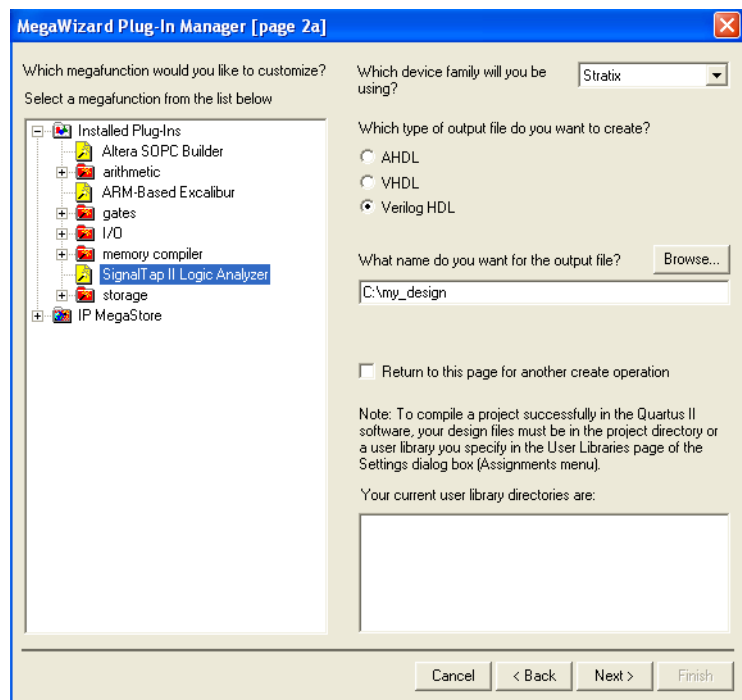 MegaWizard Plug-In Manager [page 2a]
Which megafunction would you like to customize?
Select a megafunction from the list below
Installed Plug-Ins
Altera SOPC Builder
arithmetic
ARM-Based Excalibur
gates
I/O
memory compiler
SignalTap II Logic Analyzer
storage
IP MegaStore
Which device family will you be
using?
Stratix
Which type of output file do you want to create?
AHDL
VHDL
Verilog HDL
What name do you want for the output file?
Browse...
C:\my_design
Return to this page for another create operation
Note: To compile a project successfully in the Quartus II
software, your design files must be in the project directory or
a user library you specify in the User Libraries page of the
Settings dialog box (Assignments menu).
Your current user library directories are:
Cancel
< Back
Next >
Finish